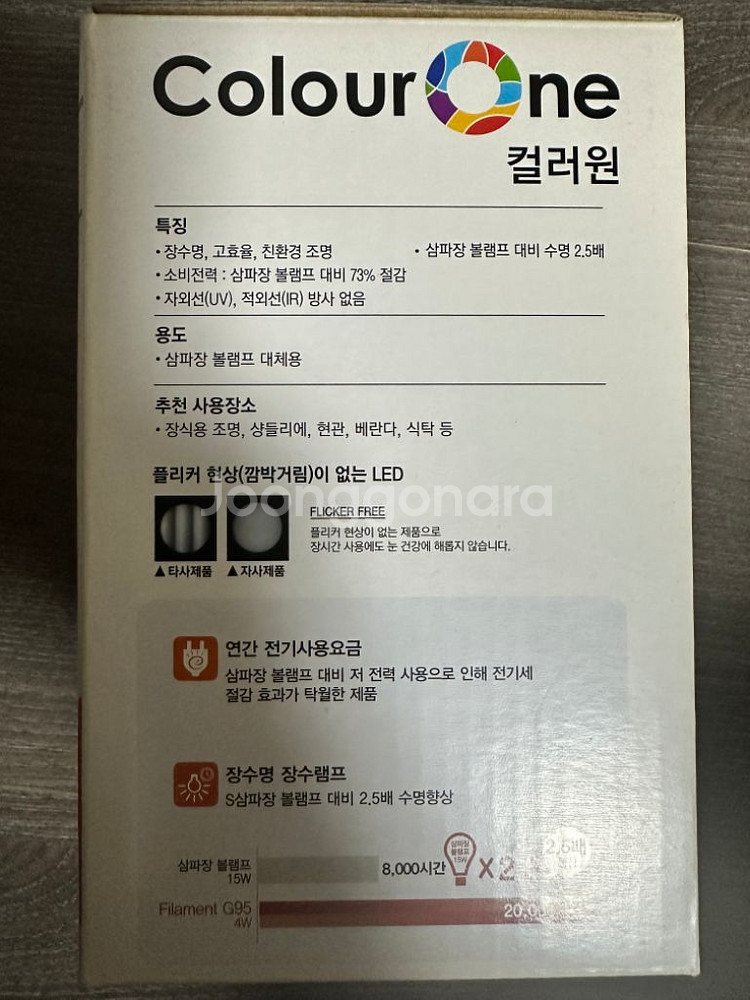 ColourOne
컬러원
특징
• 장수명, 고효율, 친환경 조명 • 삼파장 볼램프 대비 수명 2.5배
• 소비전력 : 삼파장 볼램프 대비 73% 절감
• 자외선(UV), 적외선(IR) 방사 없음
용도
• 삼파장 볼램프 대체용
추천 사용장소
• 장식용 조명, 샹들리에, 현관, 베란다, 식탁 등
플리커 현상(깜박거림)이 없는 LED
Joonggonara
FLICKER FREE
플리커 현상이 없는 제품으로
장시간 사용에도 눈 건강에 해롭지 않습니다.
▲타사제품 ▲자사제품
연간 전기사용요금
삼파장 볼램프 대비 저 전력 사용으로 인해 전기세
절감 효과가 탁월한 제품
장수명 장수램프
S삼파장 볼램프 대비 2.5배 수명향상
삼파장 볼램프
15W
8,000시간
삼파장
볼램프
15W
X 2
2.5배
Filament G95
4W